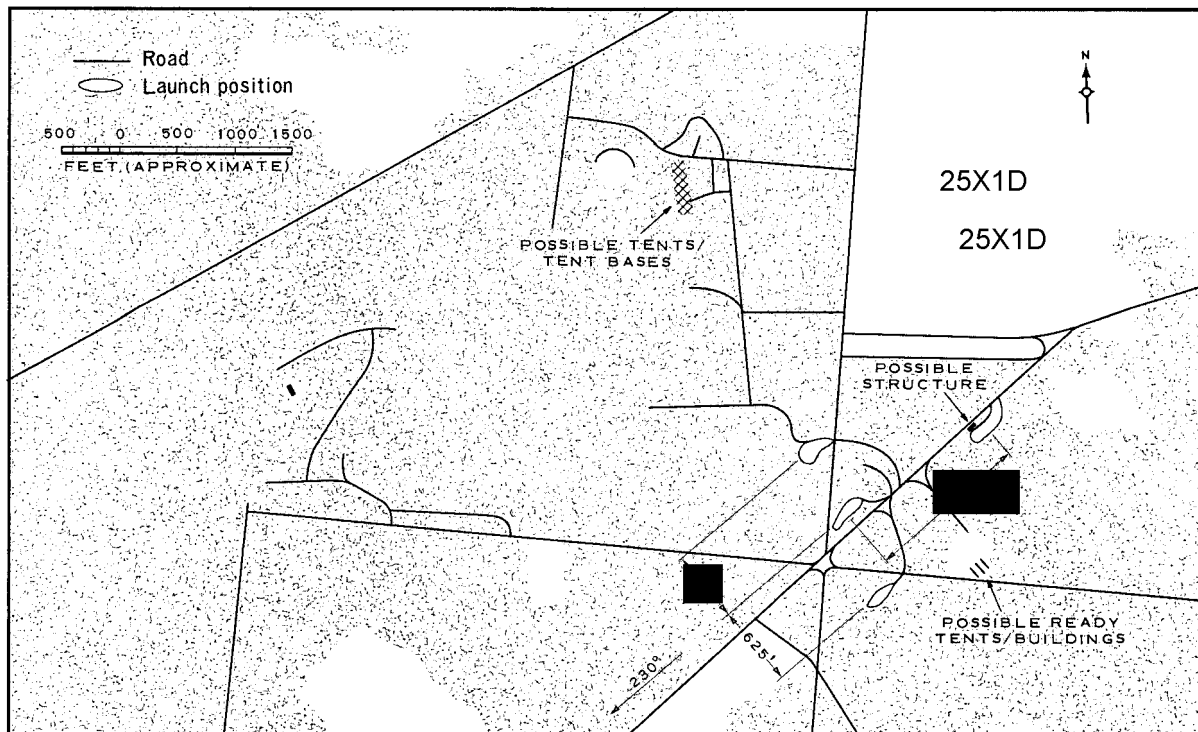 Road
Launch position
N
500 0 500 1000 1500
FEET (APPROXIMATE)
25X1D
25X1D
POSSIBLE TENTS/
TENT BASES
POSSIBLE
STRUCTURE
625'
230°
POSSIBLE READY
TENTS/BUILDINGS